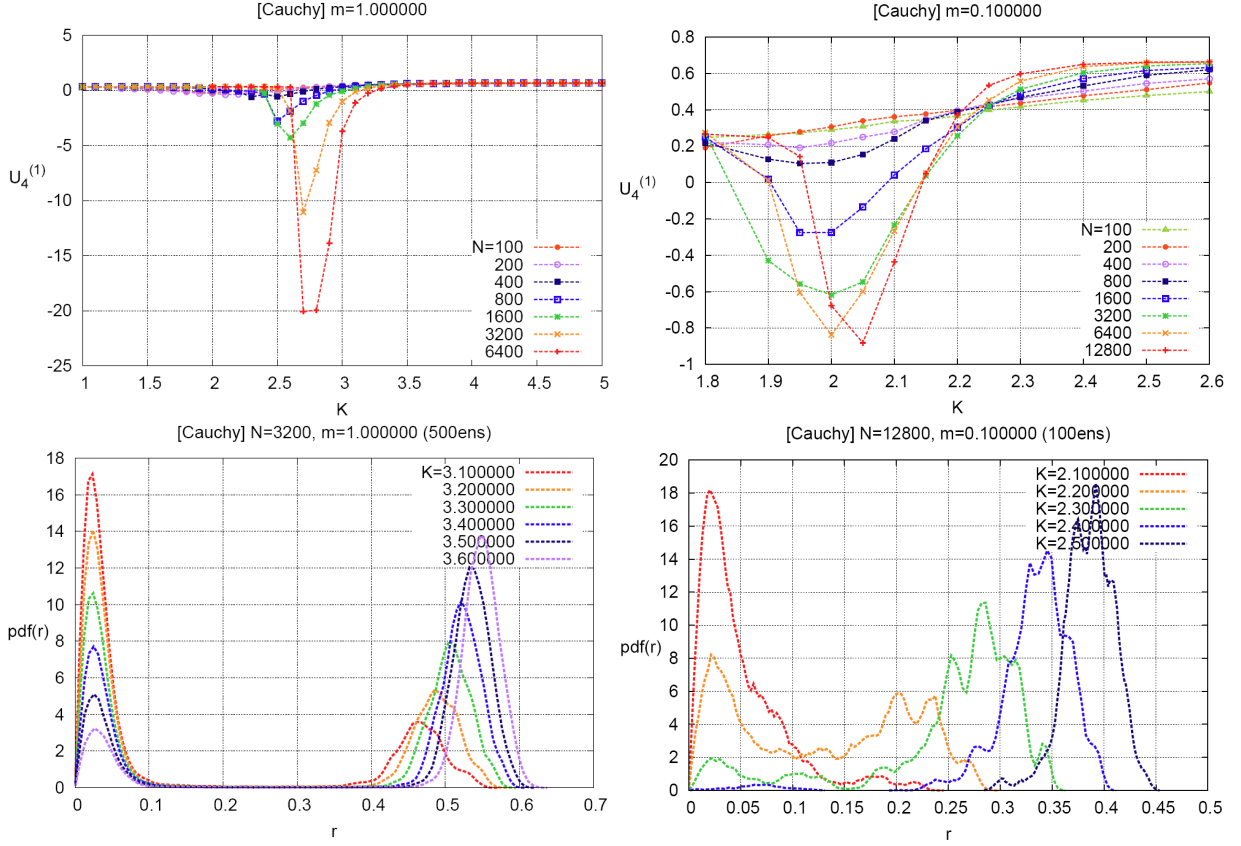 [Cauchy] m=1.000000
5
0
-5
-10
-15
-20
-25
U4(1)
N=100
200
400
800
1600
3200
6400
1 1.5 2 2.5 3 3.5 4 4.5 5
K
[Cauchy] m=0.100000
0.8
0.6
0.4
0.2
0
-0.2
-0.4
-0.6
-0.8
-1
U4(1)
N=100
200
400
800
1600
3200
6400
12800
1.8 1.9 2 2.1 2.2 2.3 2.4 2.5 2.6
K
[Cauchy] N=3200, m=1.000000 (500ens)
18
16
14
12
10
8
6
4
2
0
pdf(r)
K=3.100000
3.200000
3.300000
3.400000
3.500000
3.600000
0 0.1 0.2 0.3 0.4 0.5 0.6 0.7
r
[Cauchy] N=12800, m=0.100000 (100ens)
20
18
16
14
12
10
8
6
4
2
0
pdf(r)
K=2.100000
K=2.200000
K=2.300000
K=2.400000
K=2.500000
0 0.05 0.1 0.15 0.2 0.25 0.3 0.35 0.4 0.45 0.5
r